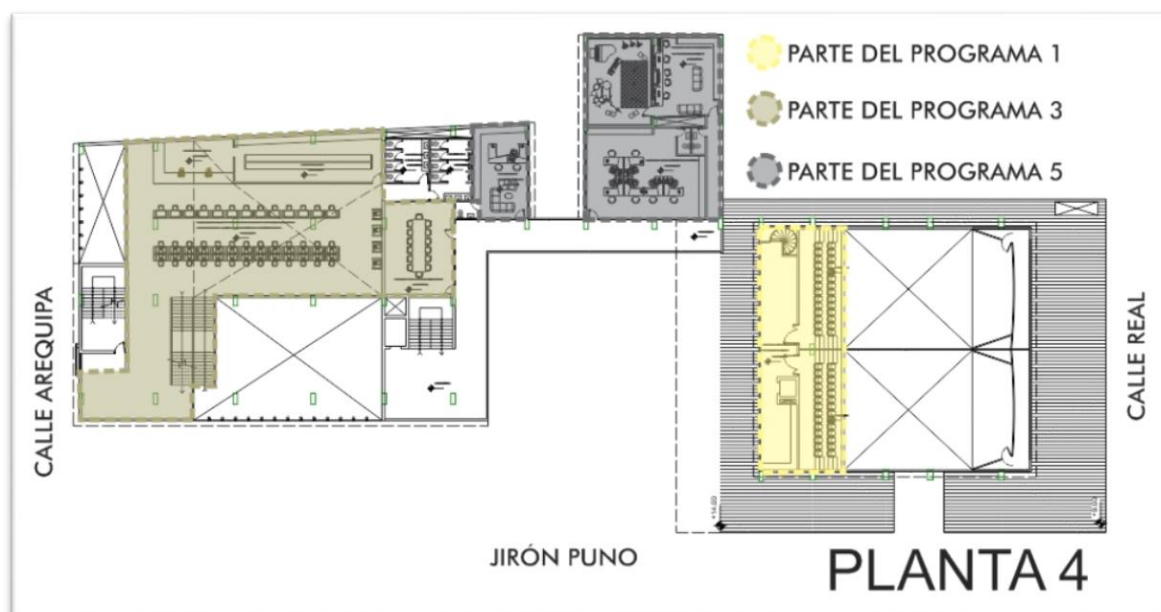 PARTE DEL PROGRAMA 1
PARTE DEL PROGRAMA 3
PARTE DEL PROGRAMA 5
CALLE AREQUIPA
CALLE REAL
JIRÓN PUNO
PLANTA 4